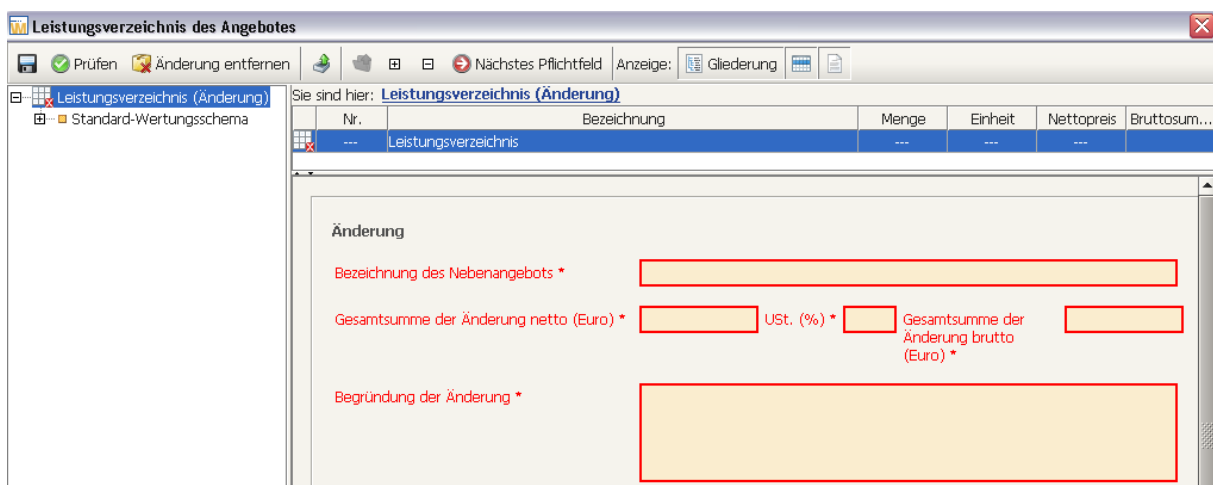 Leistungsverzeichnis des Angebotes
Prüfen Änderung entfernen Nächstes Pflichtfeld Anzeige: Gliederung
Leistungsverzeichnis (Änderung)
Standard-Wertungsschema
Sie sind hier: Leistungsverzeichnis (Änderung)
Nr. Bezeichnung Menge Einheit Nettopreis Bruttosum...
--- Leistungsverzeichnis --- --- ---
Änderung
Bezeichnung des Nebenangebots *
Gesamtsumme der Änderung netto (Euro) * USt. (%) * Gesamtsumme der
Änderung brutto
(Euro) *
Begründung der Änderung *